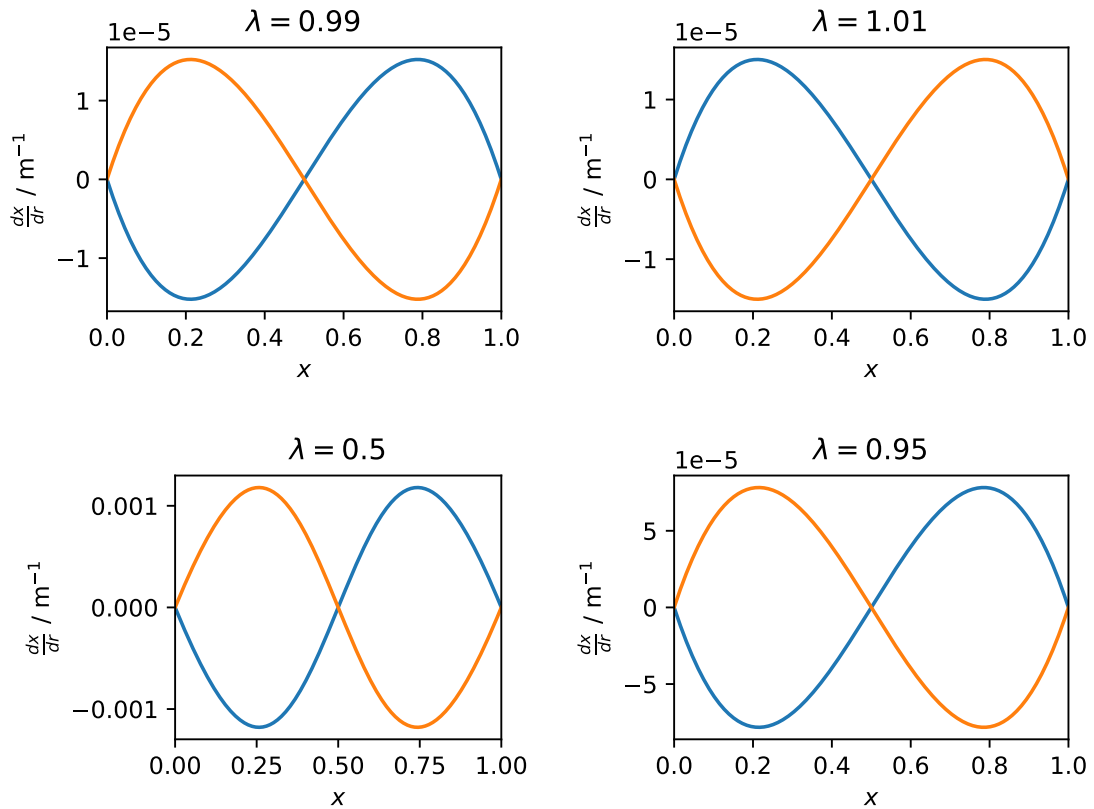 λ = 0.99
1e−5
1
0
−1
dx/dr / m⁻¹
0.0 0.2 0.4 0.6 0.8 1.0
x
λ = 1.01
1e−5
1
0
−1
dx/dr / m⁻¹
0.0 0.2 0.4 0.6 0.8 1.0
x
λ = 0.5
0.001
0.000
−0.001
dx/dr / m⁻¹
0.00 0.25 0.50 0.75 1.00
x
λ = 0.95
1e−5
5
0
−5
dx/dr / m⁻¹
0.0 0.2 0.4 0.6 0.8 1.0
x